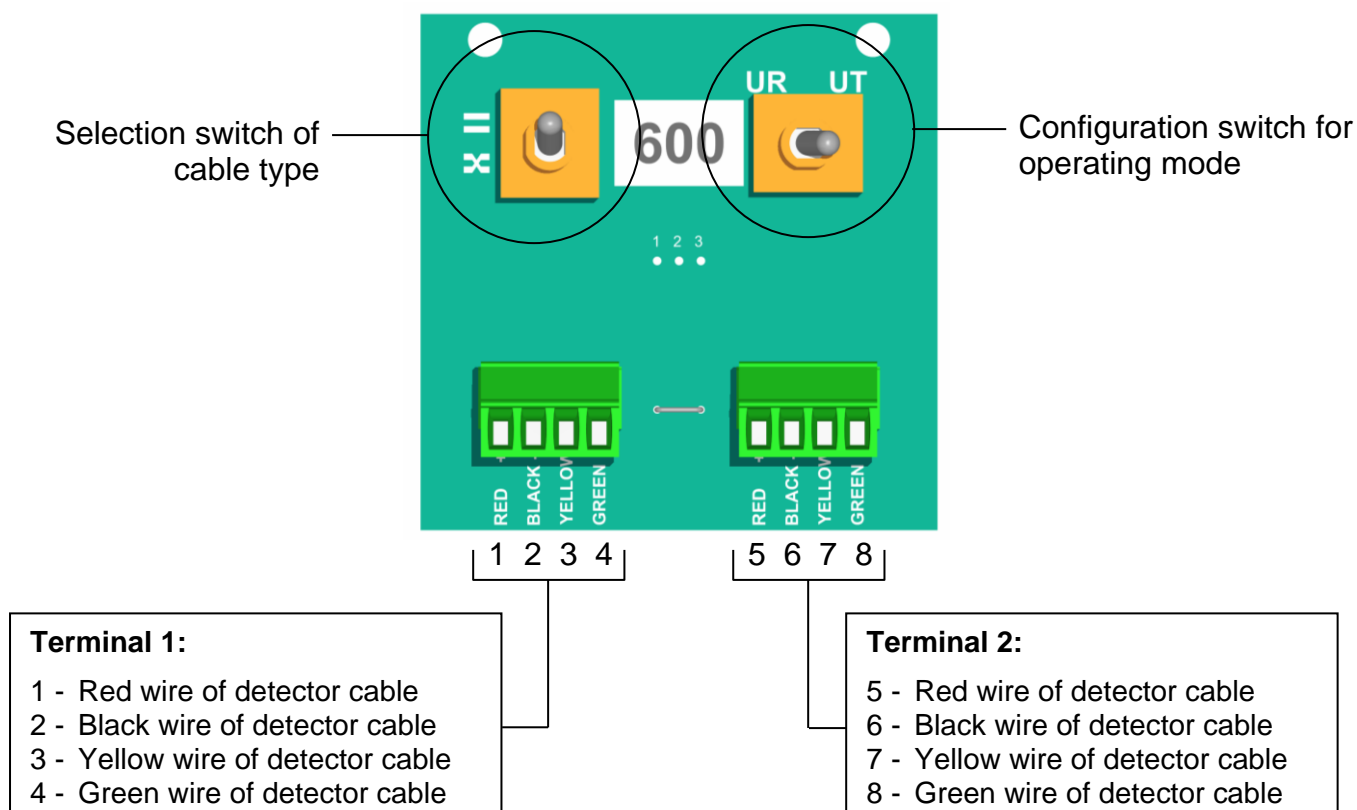 UR UT
Selection switch of
cable type
=
x
600
Configuration switch for
operating mode
1 2 3
+ - + -
RED BLACK YELLOW GREEN
RED BLACK YELLOW GREEN
1 2 3 4
5 6 7 8
Terminal 1:
1 - Red wire of detector cable
2 - Black wire of detector cable
3 - Yellow wire of detector cable
4 - Green wire of detector cable
Terminal 2:
5 - Red wire of detector cable
6 - Black wire of detector cable
7 - Yellow wire of detector cable
8 - Green wire of detector cable